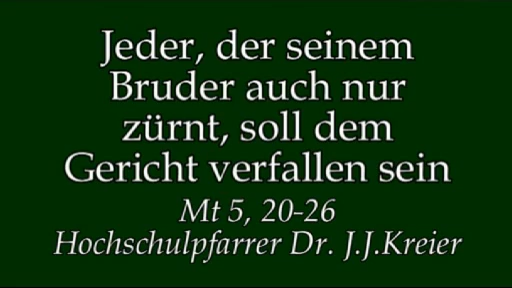 Jeder, der seinem
Bruder auch nur
zürnt, soll dem
Gericht verfallen sein
Mt 5, 20-26
Hochschulpfarrer Dr. J.J.Kreier